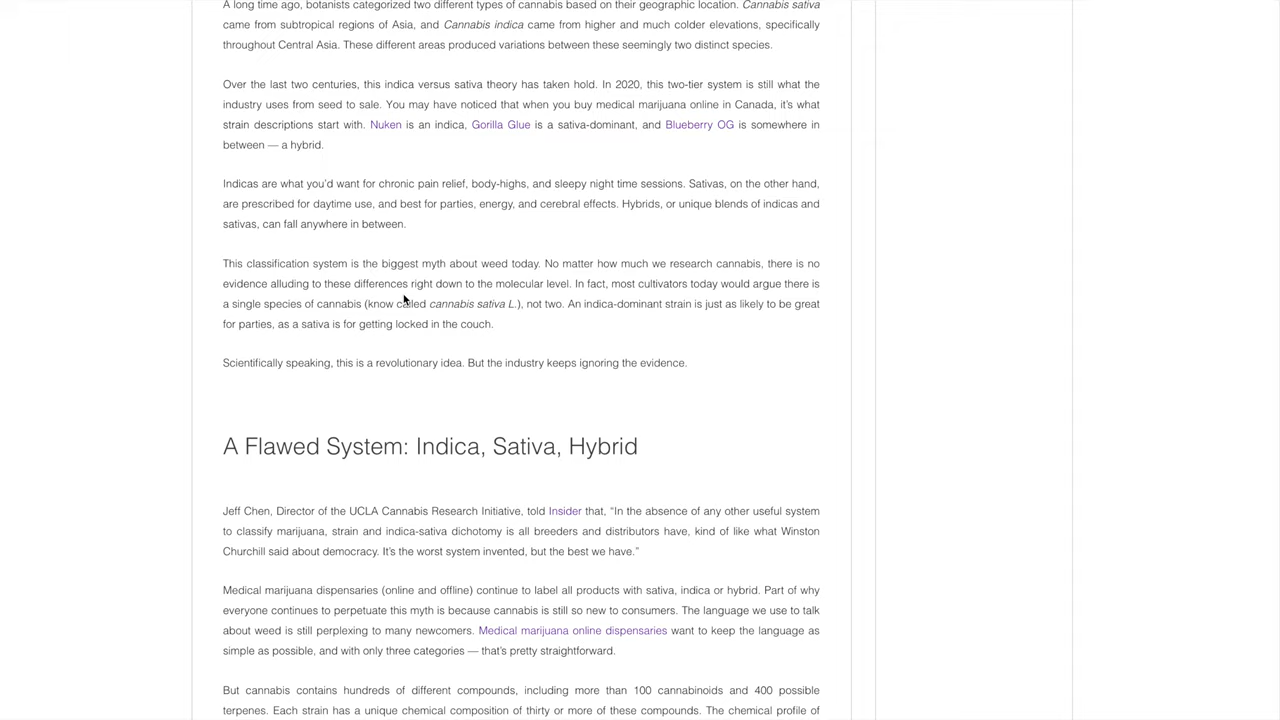 A long time ago, botanists categorized two different types of cannabis based on their geographic location. Cannabis sativa
came from subtropical regions of Asia, and Cannabis indica came from higher and much colder elevations, specifically
throughout Central Asia. These different areas produced variations between these seemingly two distinct species.
Over the last two centuries, this indica versus sativa theory has taken hold. In 2020, this two-tier system is still what the
industry uses from seed to sale. You may have noticed that when you buy medical marijuana online in Canada, it’s what
strain descriptions start with. Nuken is an indica, Gorilla Glue is a sativa-dominant, and Blueberry OG is somewhere in
between — a hybrid.
Indicas are what you’d want for chronic pain relief, body-highs, and sleepy night time sessions. Sativas, on the other hand,
are prescribed for daytime use, and best for parties, energy, and cerebral effects. Hybrids, or unique blends of indicas and
sativas, can fall anywhere in between.
This classification system is the biggest myth about weed today. No matter how much we research cannabis, there is no
evidence alluding to these differences right down to the molecular level. In fact, most cultivators today would argue there is
a single species of cannabis (know called cannabis sativa L.), not two. An indica-dominant strain is just as likely to be great
for parties, as a sativa is for getting locked in the couch.
Scientifically speaking, this is a revolutionary idea. But the industry keeps ignoring the evidence.
A Flawed System: Indica, Sativa, Hybrid
Jeff Chen, Director of the UCLA Cannabis Research Initiative, told Insider that, “In the absence of any other useful system
to classify marijuana, strain and indica-sativa dichotomy is all breeders and distributors have, kind of like what Winston
Churchill said about democracy. It’s the worst system invented, but the best we have.”
Medical marijuana dispensaries (online and offline) continue to label all products with sativa, indica or hybrid. Part of why
everyone continues to perpetuate this myth is because cannabis is still so new to consumers. The language we use to talk
about weed is still perplexing to many newcomers. Medical marijuana online dispensaries want to keep the language as
simple as possible, and with only three categories — that’s pretty straightforward.
But cannabis contains hundreds of different compounds, including more than 100 cannabinoids and 400 possible
terpenes. Each strain has a unique chemical composition of thirty or more of these compounds. The chemical profile of